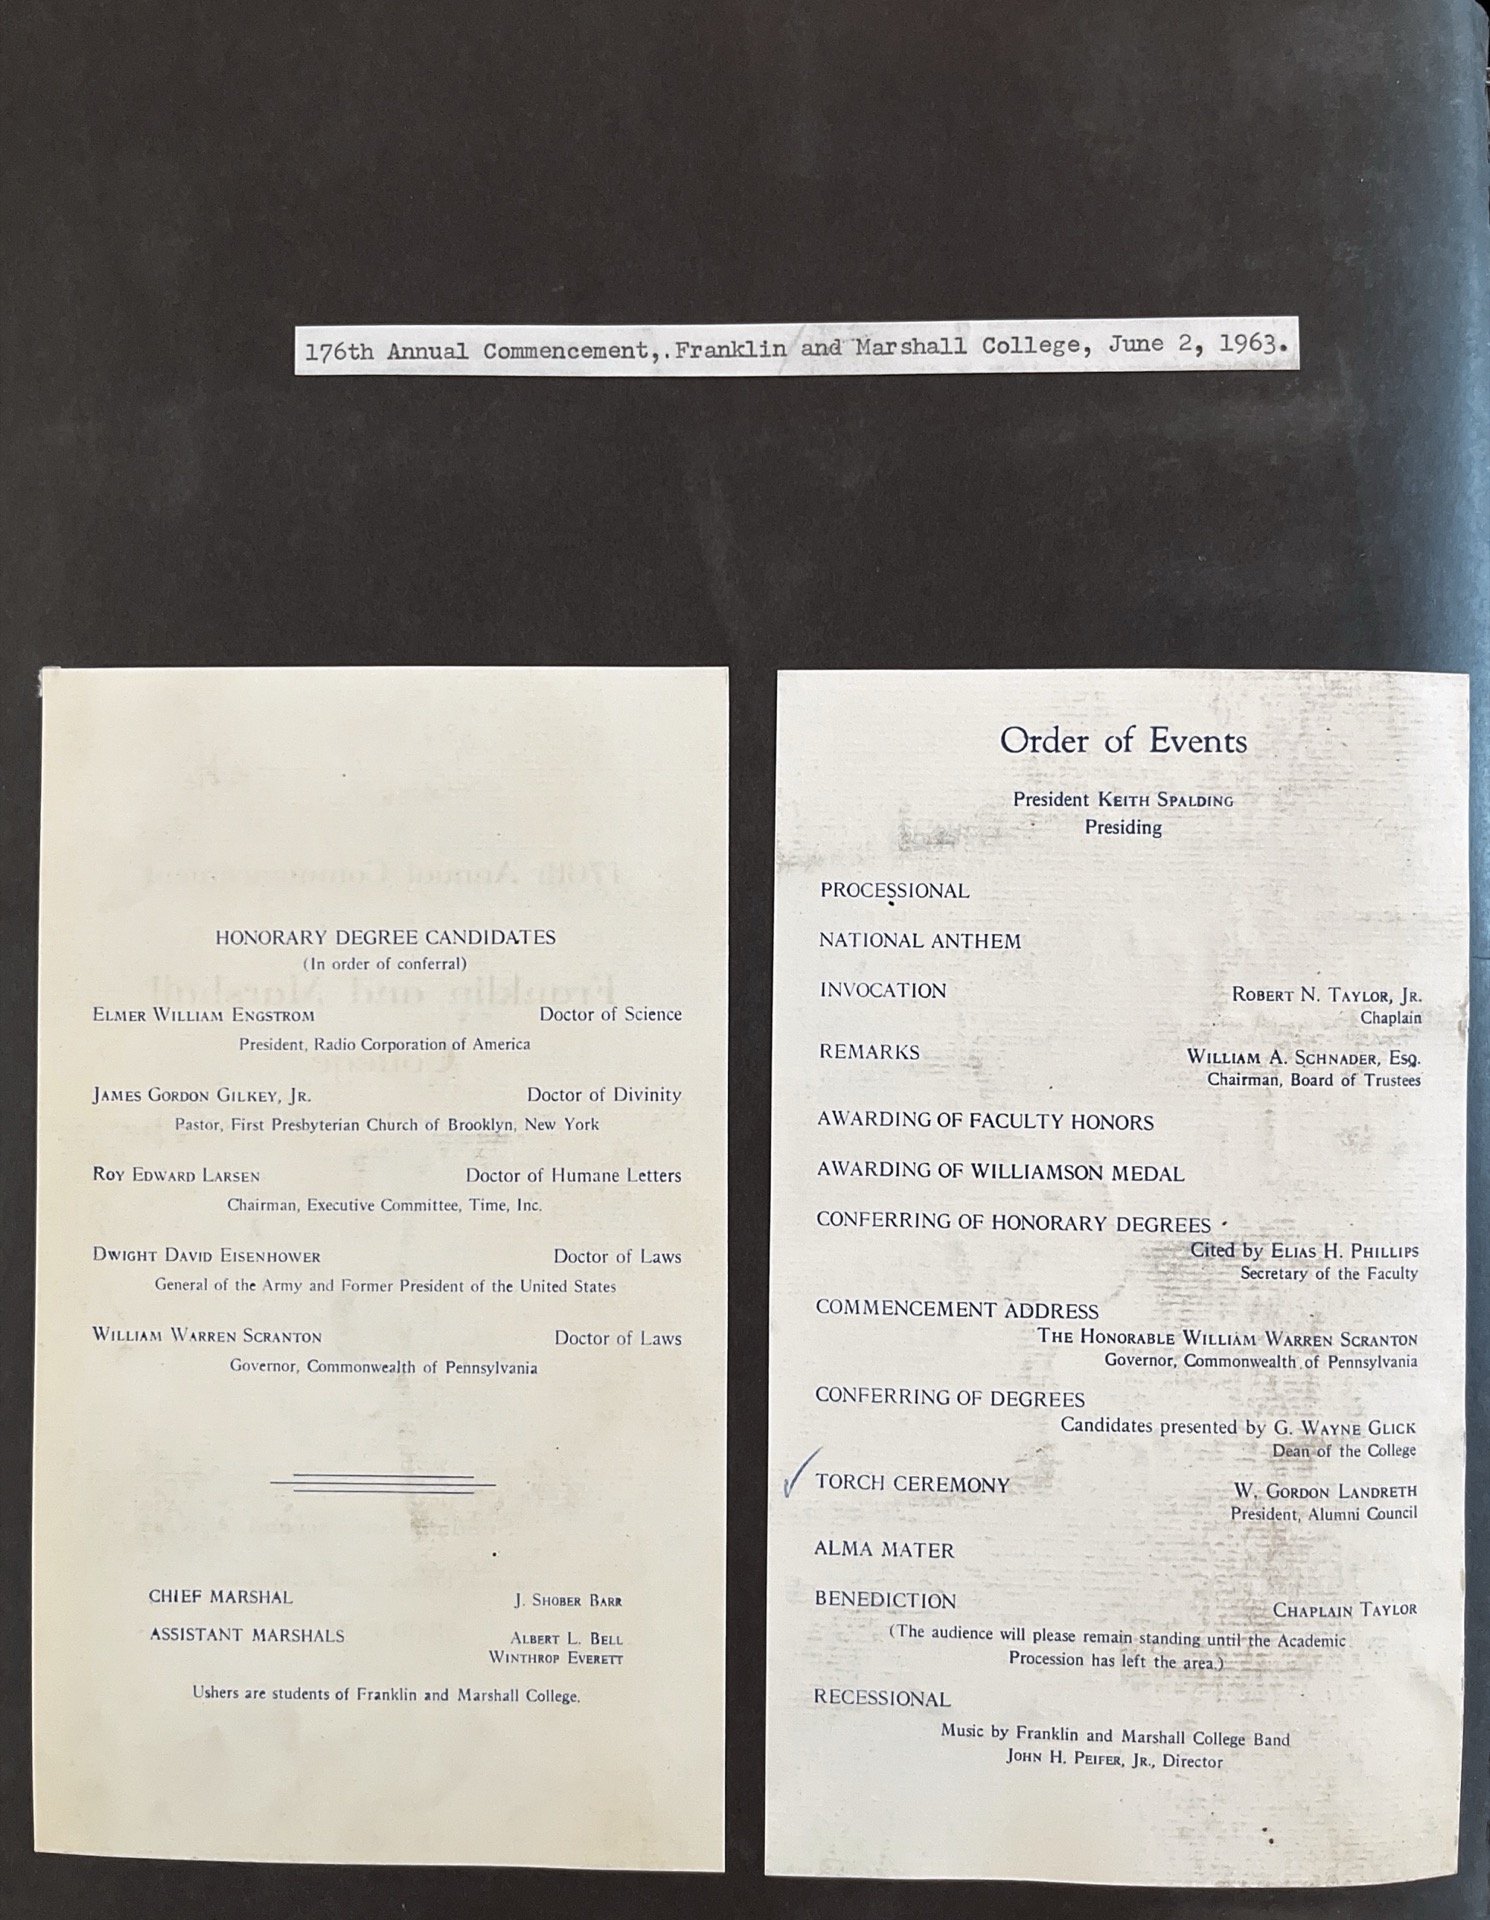 176th Annual Commencement,.Franklin and Marshall College, June 2, 1963.
HONORARY DEGREE CANDIDATES
(In order of conferral)
ELMER WILLIAM ENGSTROM Doctor of Science
President, Radio Corporation of America
JAMES GORDON GILKEY, JR. Doctor of Divinity
Pastor, First Presbyterian Church of Brooklyn, New York
ROY EDWARD LARSEN Doctor of Humane Letters
Chairman, Executive Committee, Time, Inc.
DWIGHT DAVID EISENHOWER Doctor of Laws
General of the Army and Former President of the United States
WILLIAM WARREN SCRANTON Doctor of Laws
Governor, Commonwealth of Pennsylvania
CHIEF MARSHAL J. SHOBER BARR
ASSISTANT MARSHALS ALBERT L. BELL
WINTHROP EVERETT
Ushers are students of Franklin and Marshall College.
Order of Events
President KEITH SPALDING
Presiding
PROCESSIONAL
NATIONAL ANTHEM
INVOCATION ROBERT N. TAYLOR, JR.
Chaplain
REMARKS WILLIAM A. SCHNADER, ESQ.
Chairman, Board of Trustees
AWARDING OF FACULTY HONORS
AWARDING OF WILLIAMSON MEDAL
CONFERRING OF HONORARY DEGREES
Cited by ELIAS H. PHILLIPS
Secretary of the Faculty
COMMENCEMENT ADDRESS
THE HONORABLE WILLIAM WARREN SCRANTON
Governor, Commonwealth of Pennsylvania
CONFERRING OF DEGREES
Candidates presented by G. WAYNE GLICK
Dean of the College
✓ TORCH CEREMONY W. GORDON LANDRETH
President, Alumni Council
ALMA MATER
BENEDICTION CHAPLAIN TAYLOR
(The audience will please remain standing until the Academic
Procession has left the area.)
RECESSIONAL
Music by Franklin and Marshall College Band
JOHN H. PEIFER, JR., Director